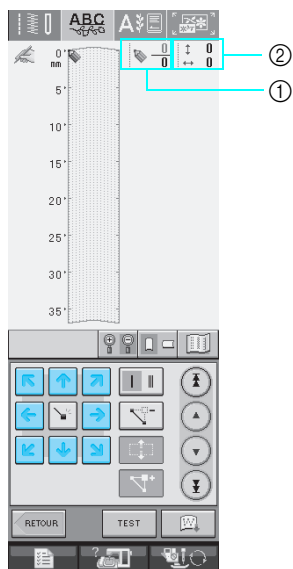 ABC A
0' 0 ↕ 0 ②
mm 0 ↔ 0
①
5'
10'
15'
20'
25'
30'
35'
RETOUR TEST W
?